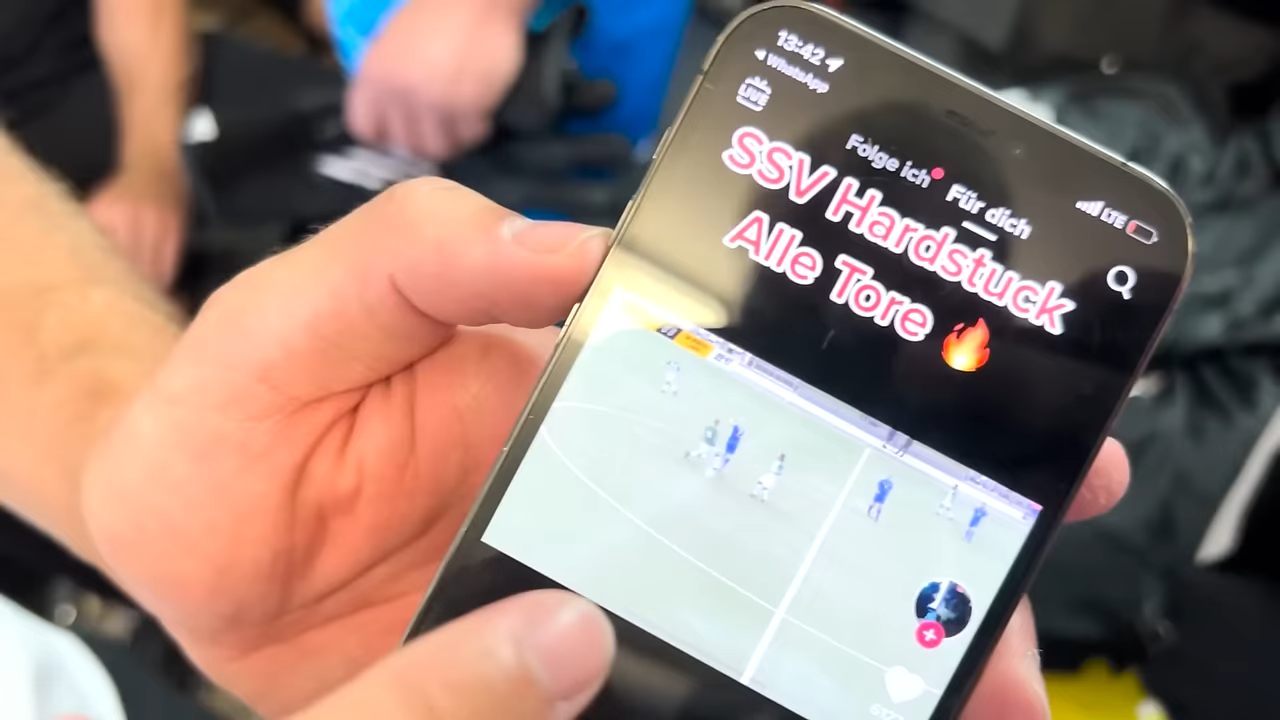 13:42
WhatsApp
LIVE
Folge ich
Für dich
LTE
SSV Hardstuck
Alle Tore 🔥